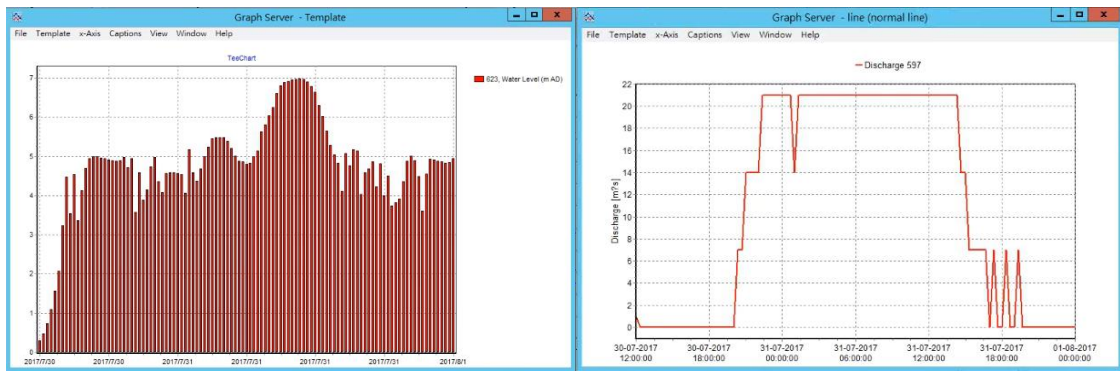 Graph Server - Template
File Template x-Axis Captions View Window Help
TeeChart
623, Water Level (m AD)
7
6
5
4
3
2
1
0
2017/7/30 2017/7/30 2017/7/31 2017/7/31 2017/7/31 2017/7/31 2017/8/1
Graph Server - line (normal line)
File Template x-Axis Captions View Window Help
Discharge 597
Discharge [m?s]
22
20
18
16
14
12
10
8
6
4
2
0
30-07-2017 30-07-2017 31-07-2017 31-07-2017 31-07-2017 31-07-2017 01-08-2017
12:00:00 18:00:00 00:00:00 06:00:00 12:00:00 18:00:00 00:00:00